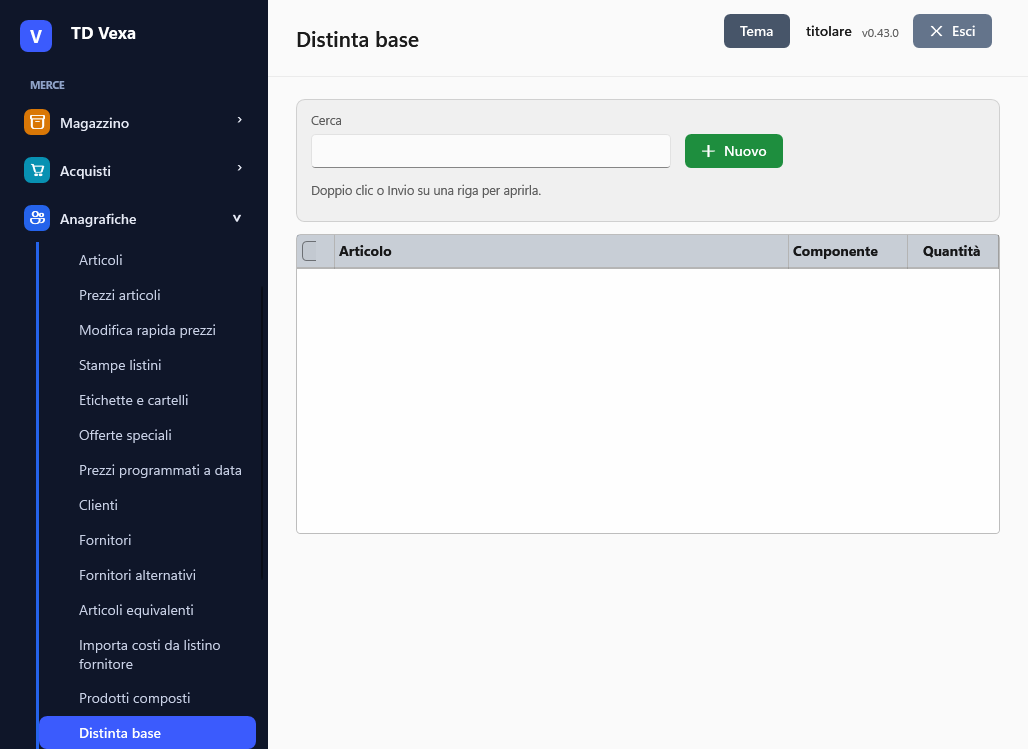 V
TD Vexa
MERCE
Magazzino
Acquisti
Anagrafiche
Articoli
Prezzi articoli
Modifica rapida prezzi
Stampe listini
Etichette e cartelli
Offerte speciali
Prezzi programmati a data
Clienti
Fornitori
Fornitori alternativi
Articoli equivalenti
Importa costi da listino
fornitore
Prodotti composti
Distinta base
Distinta base
Tema titolare v0.43.0 Esci
Cerca
Nuovo
Doppio clic o Invio su una riga per aprirla.
Articolo Componente Quantità